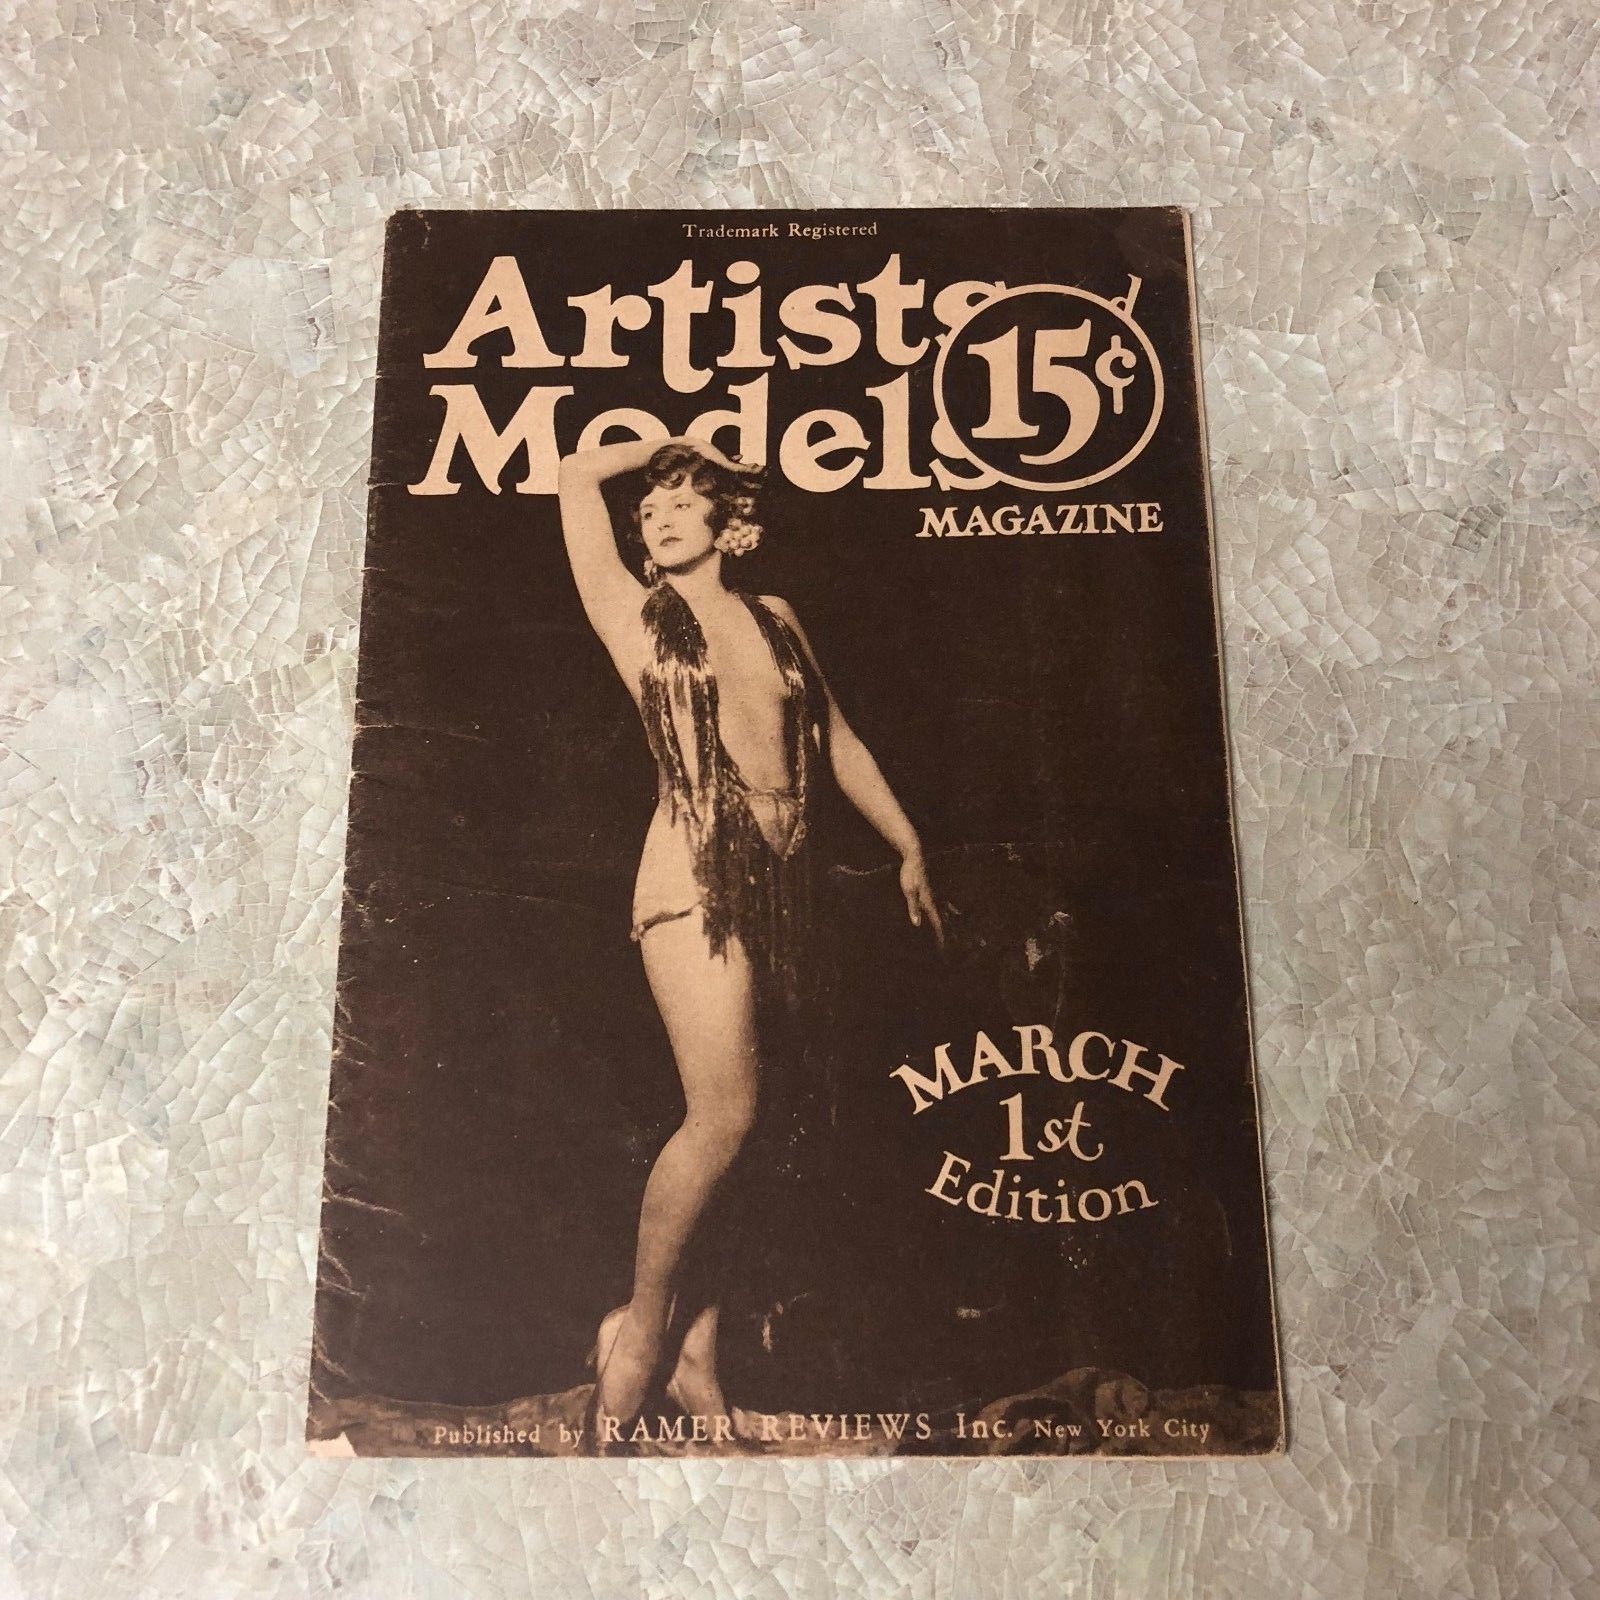 Trademark Registered
Artists and
Models
15¢
MAGAZINE
MARCH
1st
Edition
Published by RAMER REVIEWS Inc. New York City